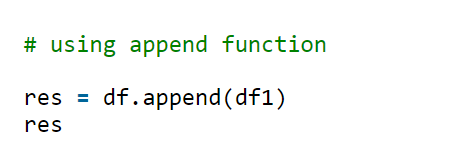 # using append function
res = df.append(df1)
res